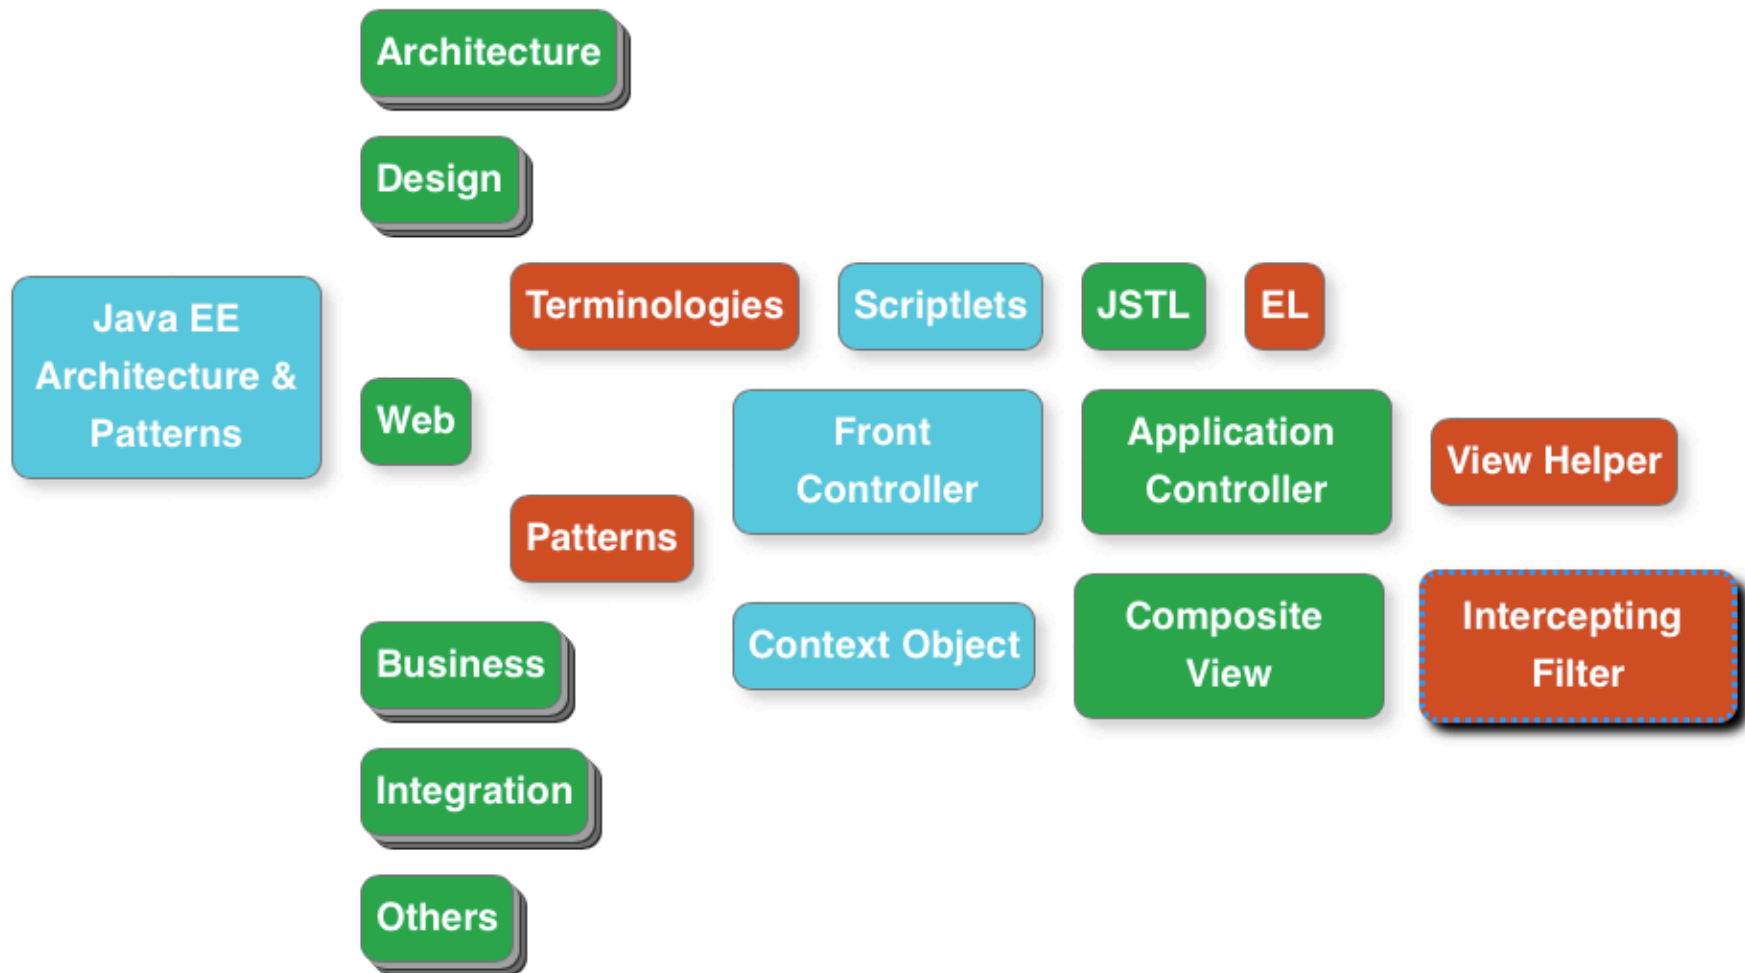 Architecture
Design
Java EE
Architecture &
Patterns
Web
Terminologies
Scriptlets
JSTL
EL
Patterns
Front
Controller
Application
Controller
View Helper
Context Object
Composite
View
Intercepting
Filter
Business
Integration
Others